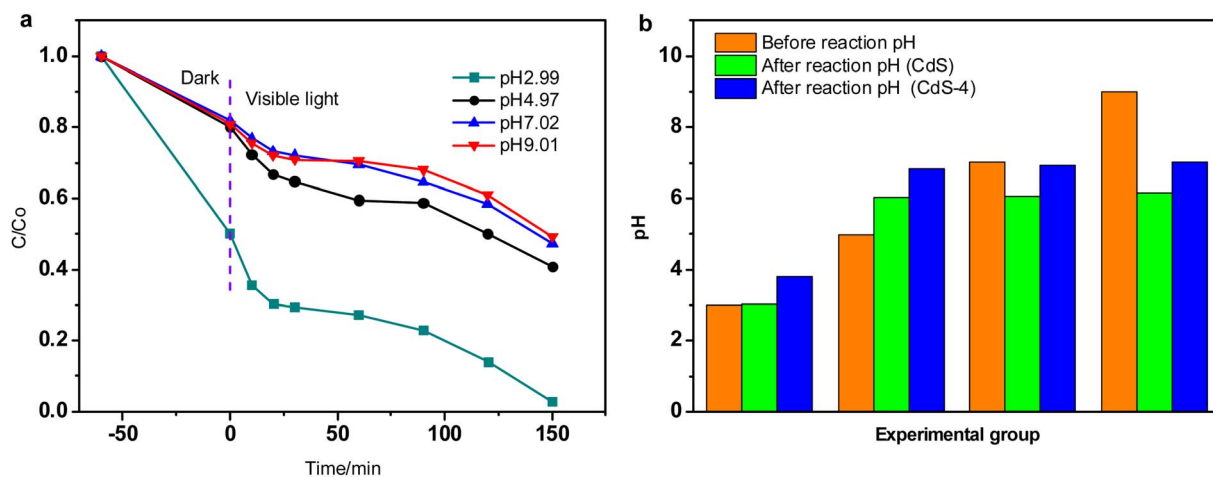 a
Dark
Visible light
pH2.99
pH4.97
pH7.02
pH9.01
1.0
0.8
0.6
0.4
0.2
0.0
C/Co
-50
0
50
100
150
Time/min
b
Before reaction pH
After reaction pH (CdS)
After reaction pH (CdS-4)
10
8
6
4
2
0
pH
Experimental group